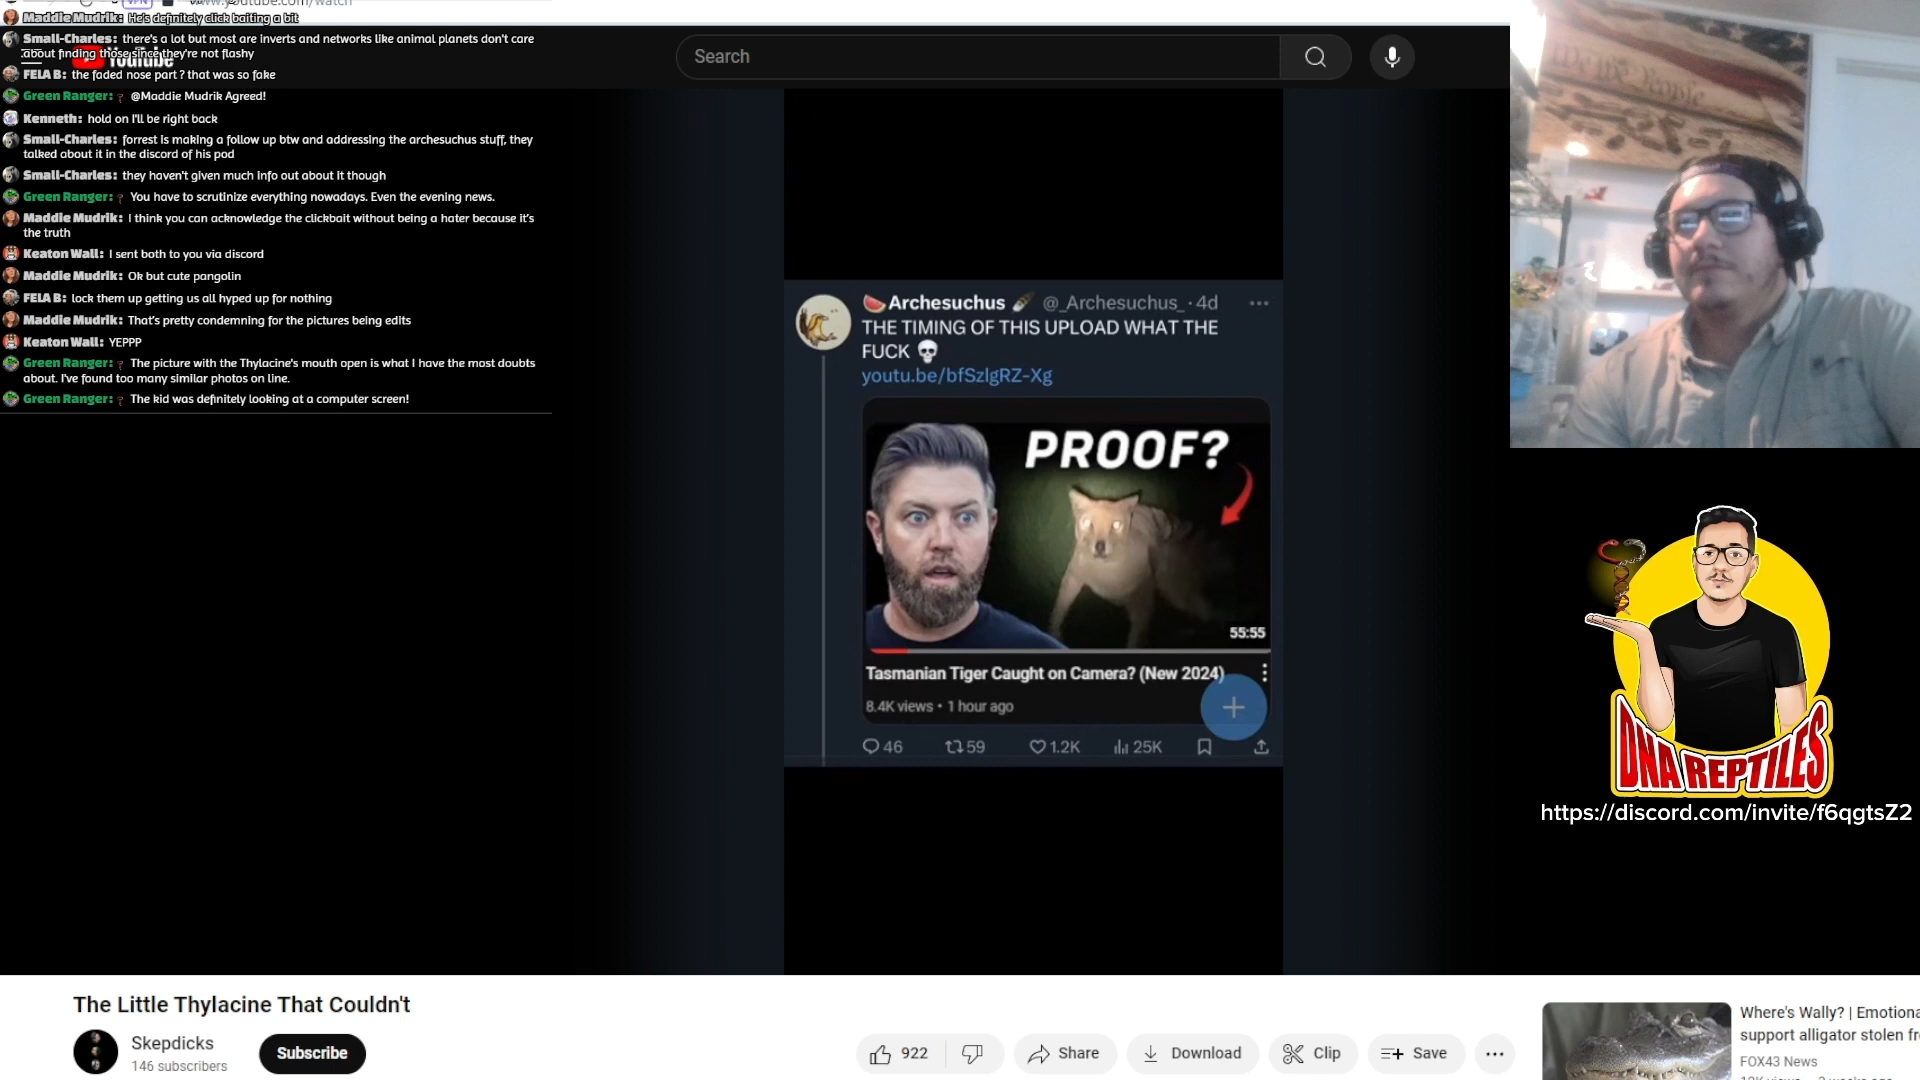 www.youtube.com/watch
Maddie Mudrik: He's definitely click baiting a bit
Small-Charles: there's a lot but most are inverts and networks like animal planets don't care
about finding those since they're not flashy
YouTube
Search
FELA B: the faded nose part ? that was so fake
Green Ranger: ? @Maddie Mudrik Agreed!
Kenneth: hold on I'll be right back
Small-Charles: forrest is making a follow up btw and addressing the archesuchus stuff, they
talked about it in the discord of his pod
Small-Charles: they haven't given much info out about it though
Green Ranger: ? You have to scrutinize everything nowadays. Even the evening news.
Maddie Mudrik: I think you can acknowledge the clickbait without being a hater because it's
the truth
Keaton Wall: I sent both to you via discord
Maddie Mudrik: Ok but cute pangolin
FELA B: lock them up getting us all hyped up for nothing
Maddie Mudrik: That's pretty condemning for the pictures being edits
Keaton Wall: YEPPP
Green Ranger: ? The picture with the Thylacine's mouth open is what I have the most doubts
about. I've found too many similar photos on line.
Green Ranger: ? The kid was definitely looking at a computer screen!
We the People
Archesuchus @_Archesuchus_ · 4d
THE TIMING OF THIS UPLOAD WHAT THE
FUCK
youtu.be/bfSzlgRZ-Xg
PROOF?
55:55
Tasmanian Tiger Caught on Camera? (New 2024)
8.4K views • 1 hour ago
46 59 1.2K 25K
DNA REPTILES
https://discord.com/invite/f6qgtsZ2
The Little Thylacine That Couldn't
Skepdicks
146 subscribers
Subscribe
922
Share
Download
Clip
Save
Where's Wally? | Emotiona
support alligator stolen fr
FOX43 News